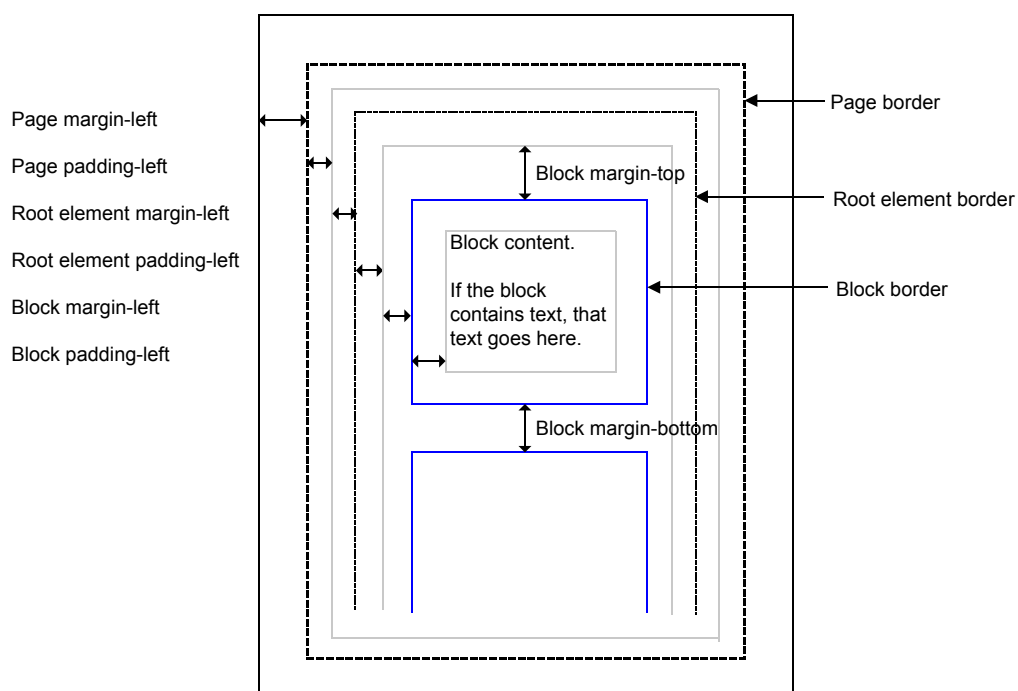 Page border
Page margin-left
Page padding-left
Block margin-top
Root element border
Root element margin-left
Block content.
Root element padding-left
If the block
contains text, that
text goes here.
Block border
Block margin-left
Block padding-left
Block margin-bottom